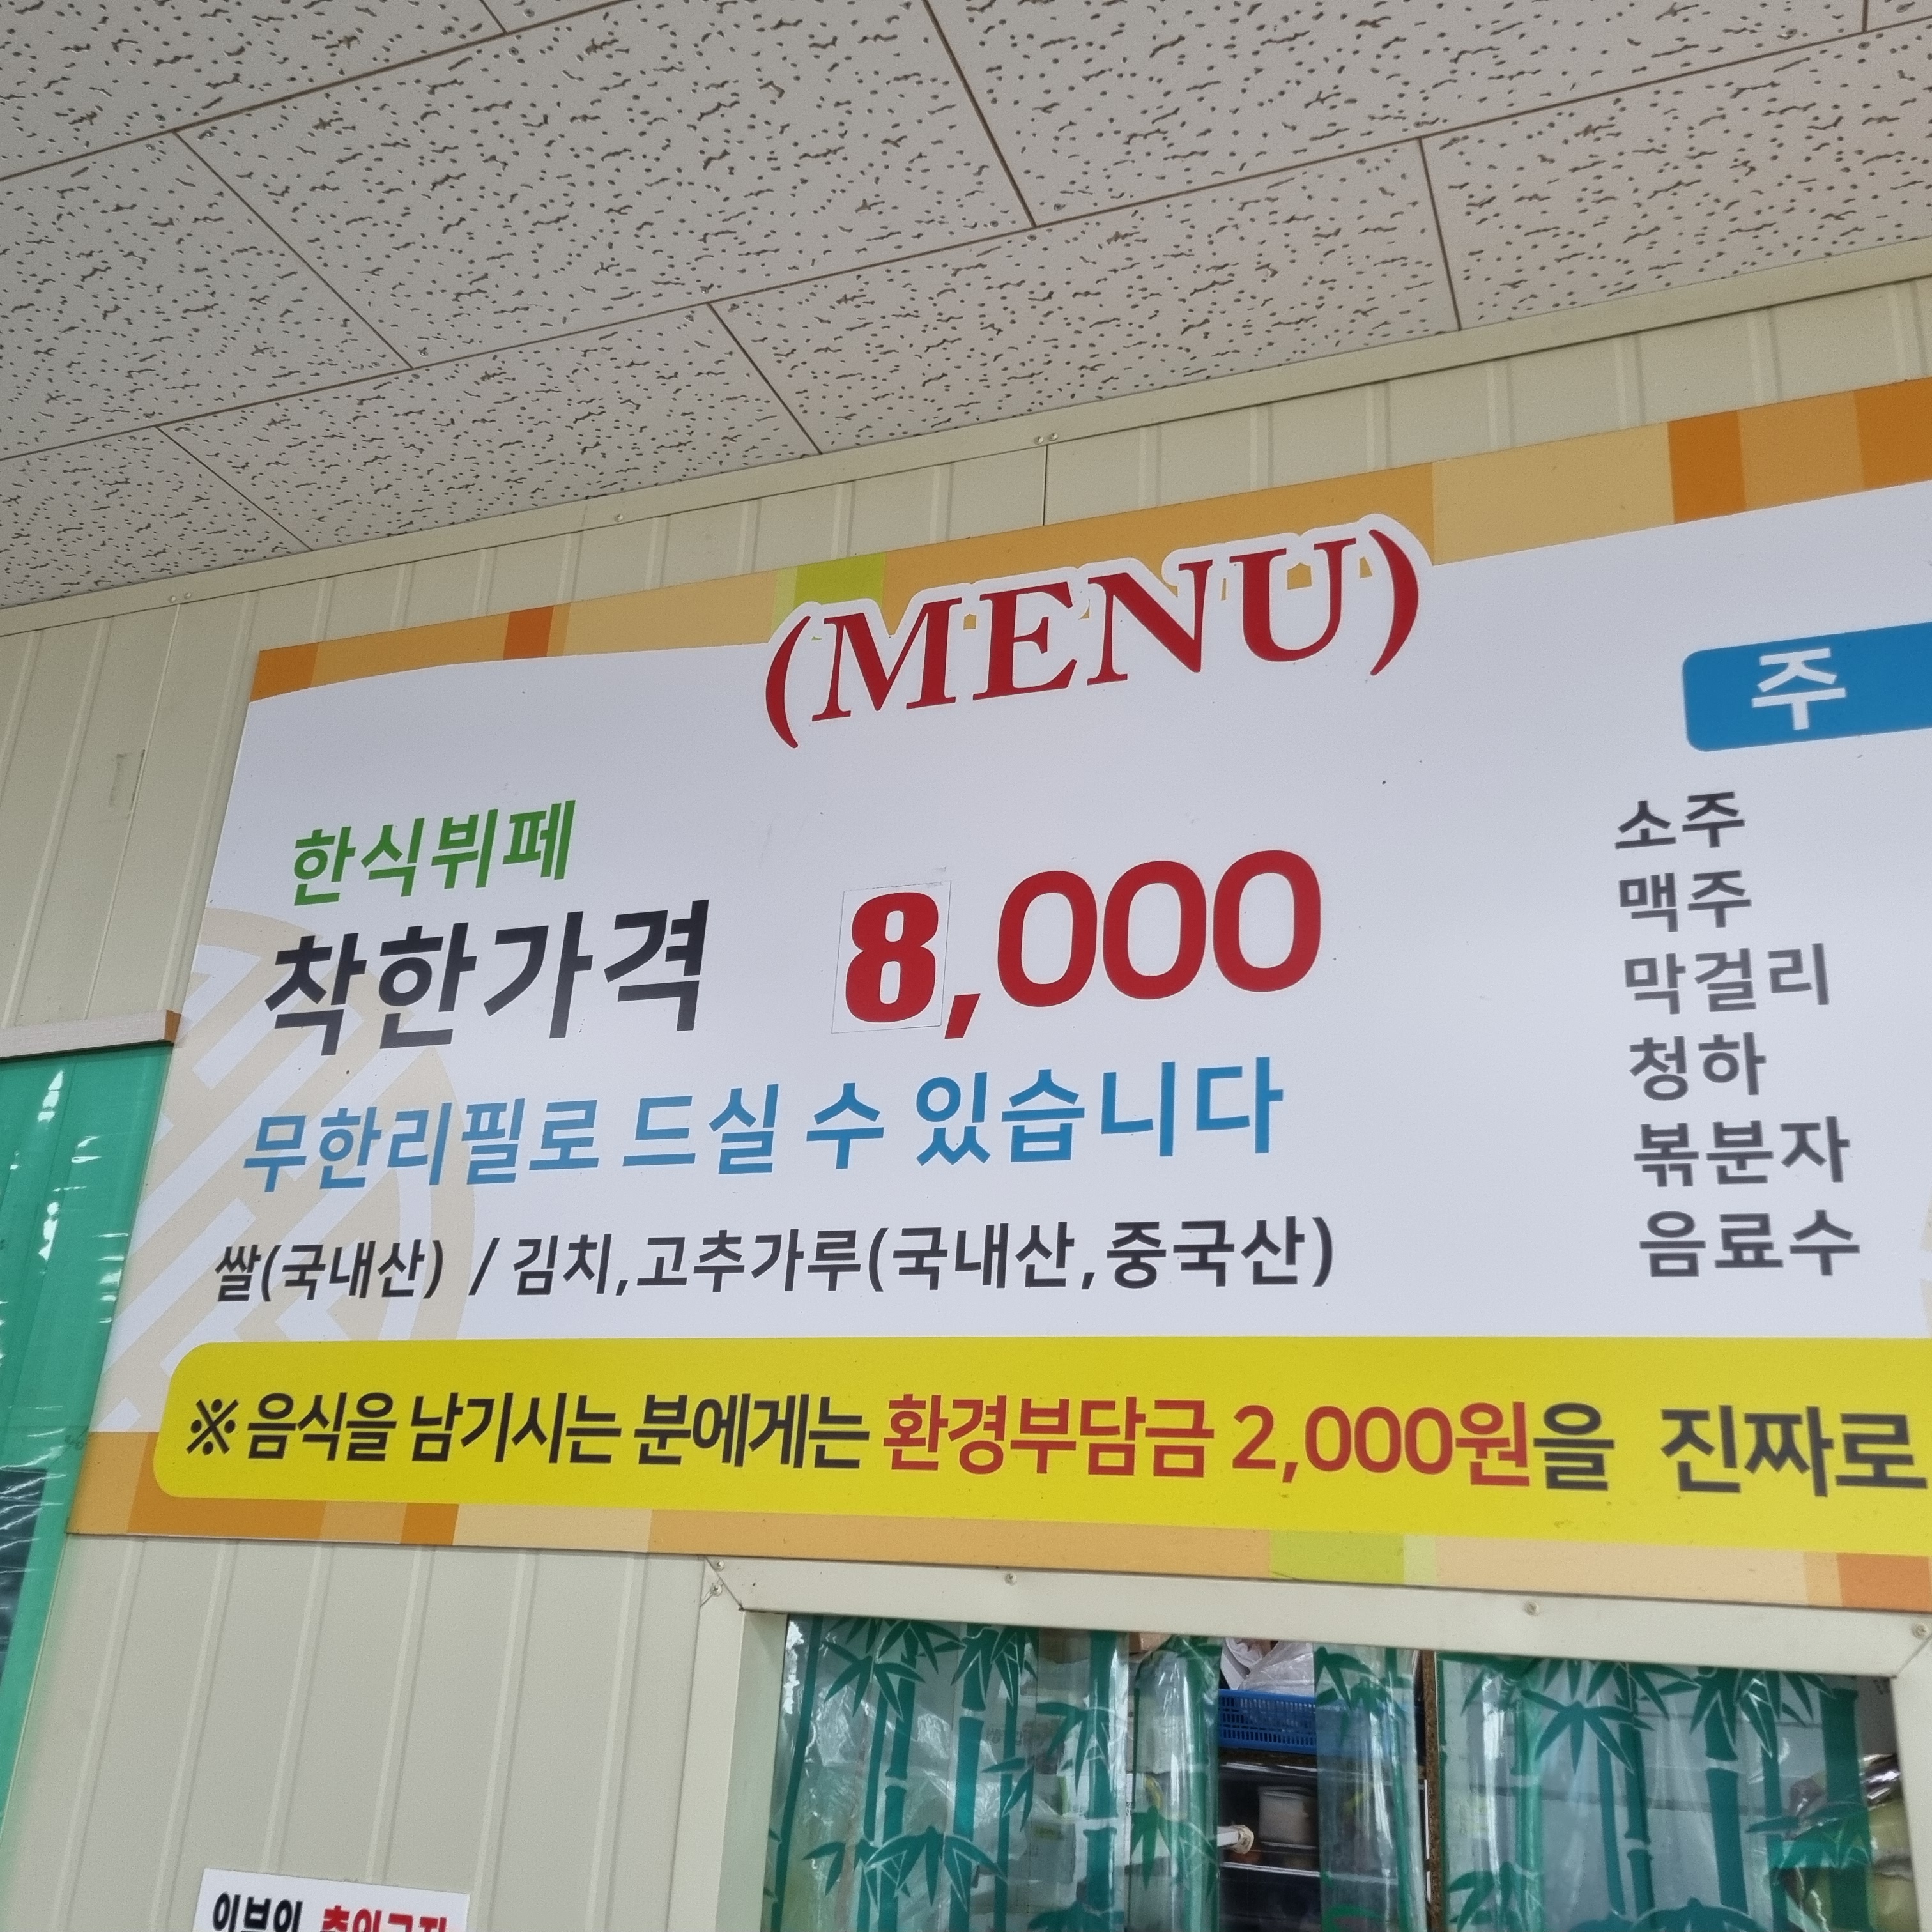 (MENU)
한식뷔페
착한가격 8,000
무한리필로 드실 수 있습니다
쌀(국내산) / 김치,고추가루(국내산,중국산)
주
소주
맥주
막걸리
청하
볶분자
음료수
※ 음식을 남기시는 분에게는 환경부담금 2,000원을 진짜로